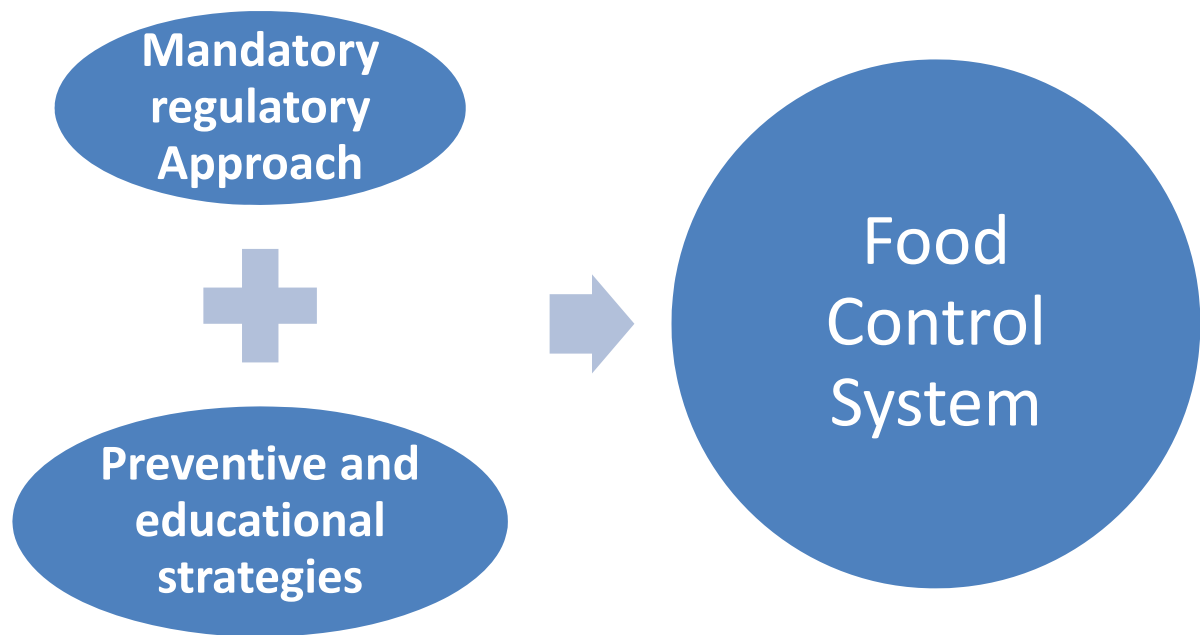 Mandatory
regulatory
Approach
Preventive and
educational
strategies
Food
Control
System